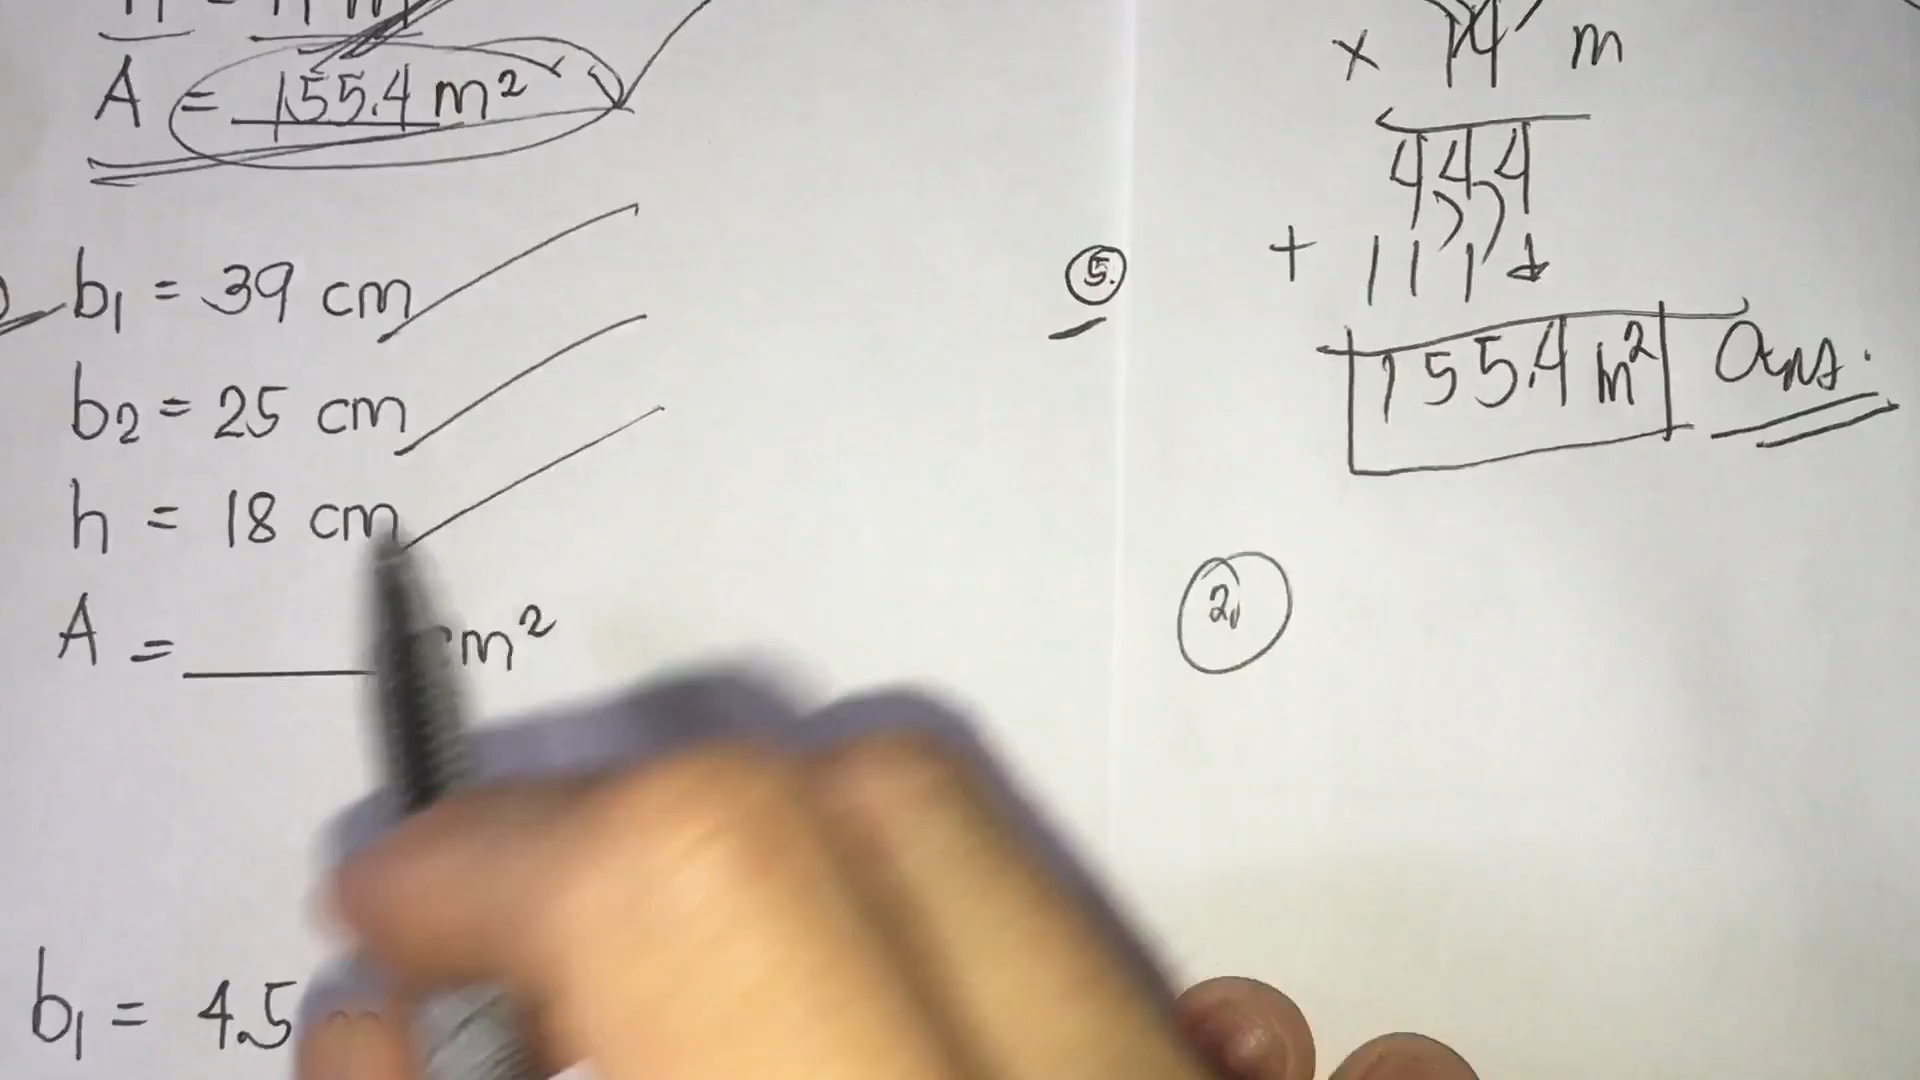 A = 155.4 m²
b1 = 39 cm
b2 = 25 cm
h = 18 cm
A = ______ m²
b1 = 4.5
5.
x 14 m
444
+ 111
155.4 m² Ans.
2.